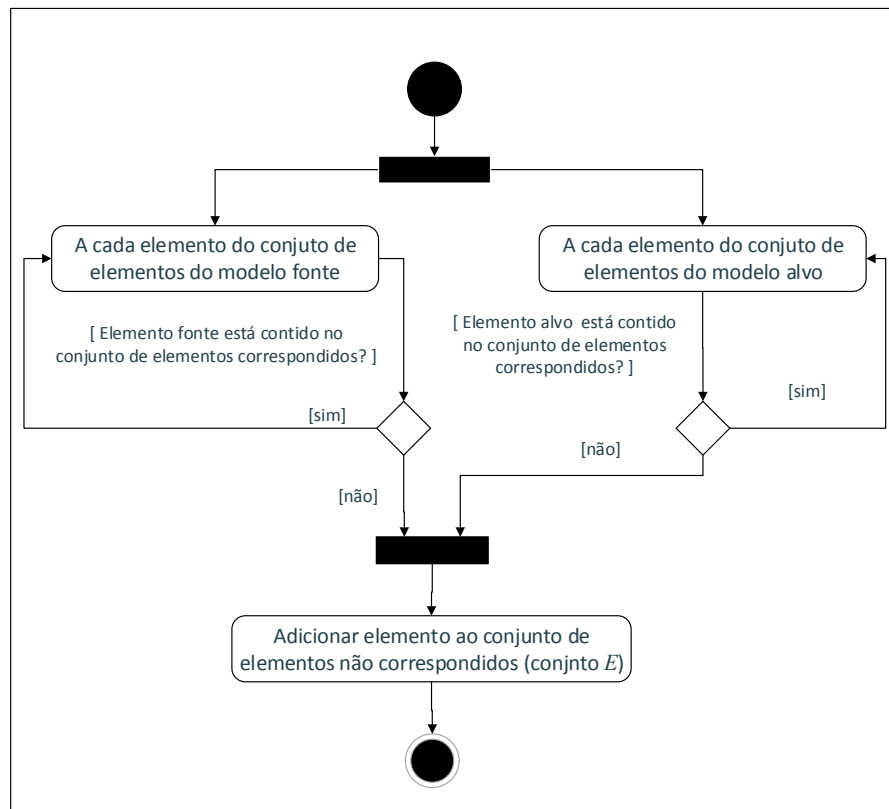 A cada elemento do conjuto de
elementos do modelo fonte
A cada elemento do conjuto de
elementos do modelo alvo
[ Elemento fonte está contido no
conjunto de elementos correspondidos? ]
[ Elemento alvo está contido
no conjunto de elementos
correspondidos? ]
[sim]
[sim]
[não]
[não]
Adicionar elemento ao conjunto de
elementos não correspondidos (conjnto E)